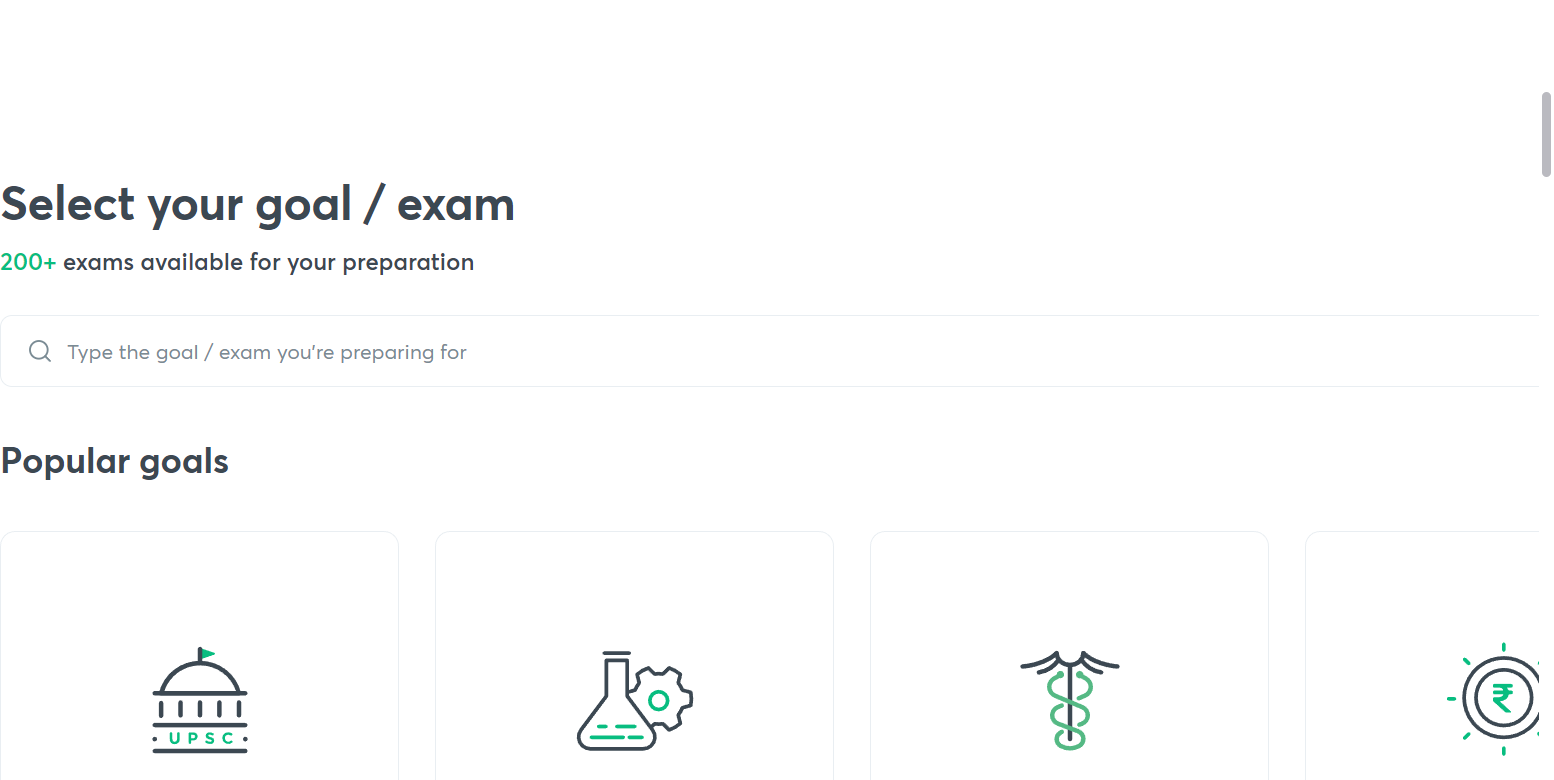 Select your goal / exam
200+ exams available for your preparation
Type the goal / exam you're preparing for
Popular goals
UPSC
₹